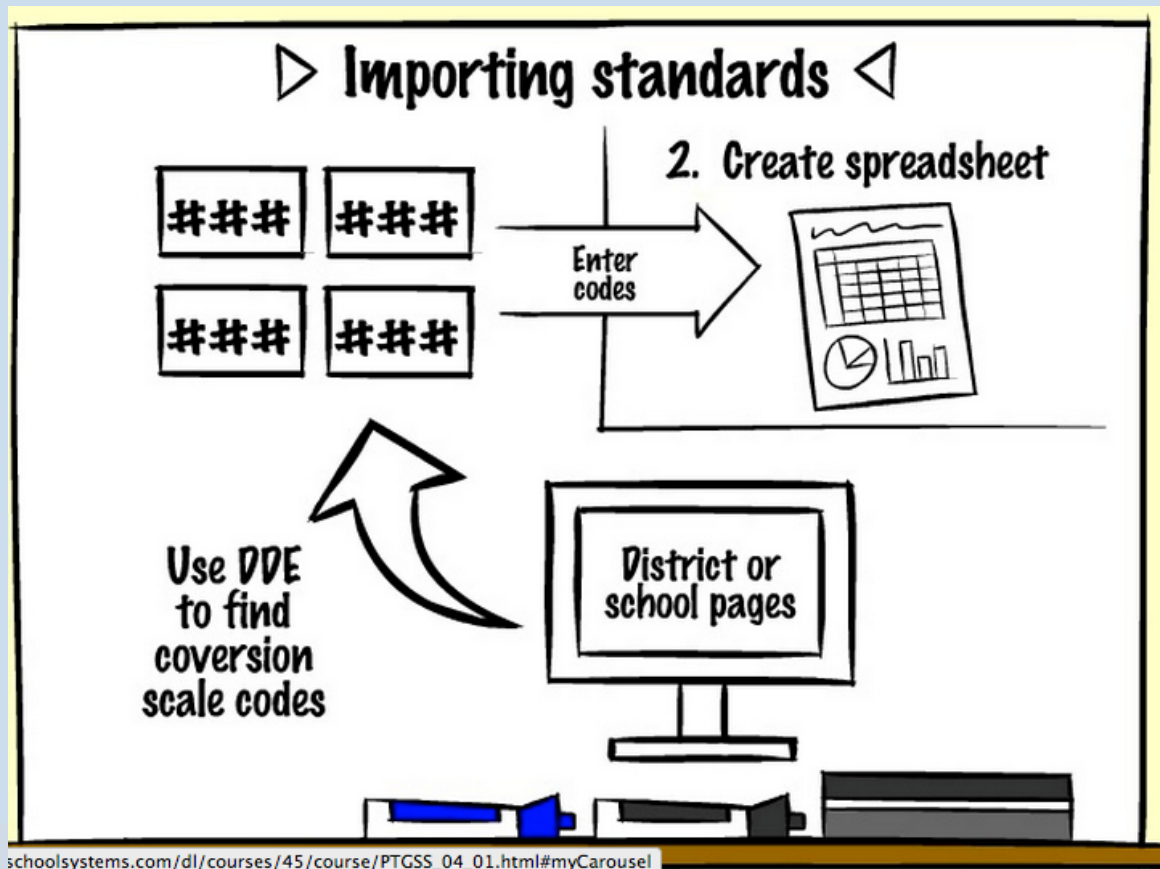 Importing standards
2. Create spreadsheet
### ###
### ###
Enter
codes
Use DDE
to find
coversion
scale codes
District or
school pages
schoolsystems.com/dl/courses/45/course/PTGSS_04_01.html#myCarousel